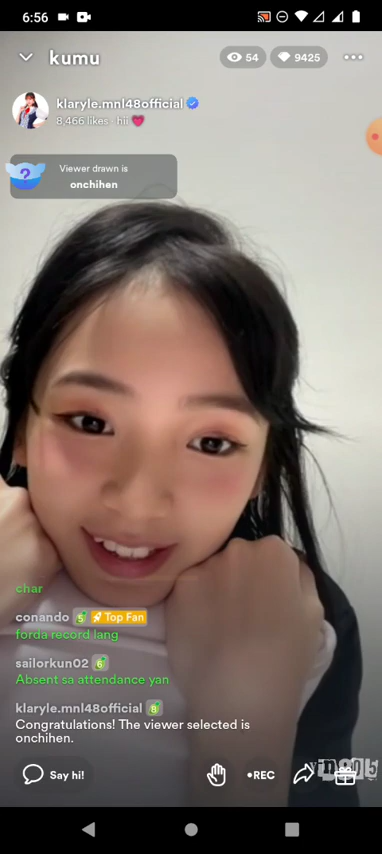 6:56
kumu
54
9425
klaryle.mnl48official
8,466 likes · hii
Viewer drawn is
onchihen
char
conando 5 Top Fan
forda record lang
sailorkun02 6
Absent sa attendance yan
klaryle.mnl48official 8
Congratulations! The viewer selected is
onchihen.
Say hi!
•REC